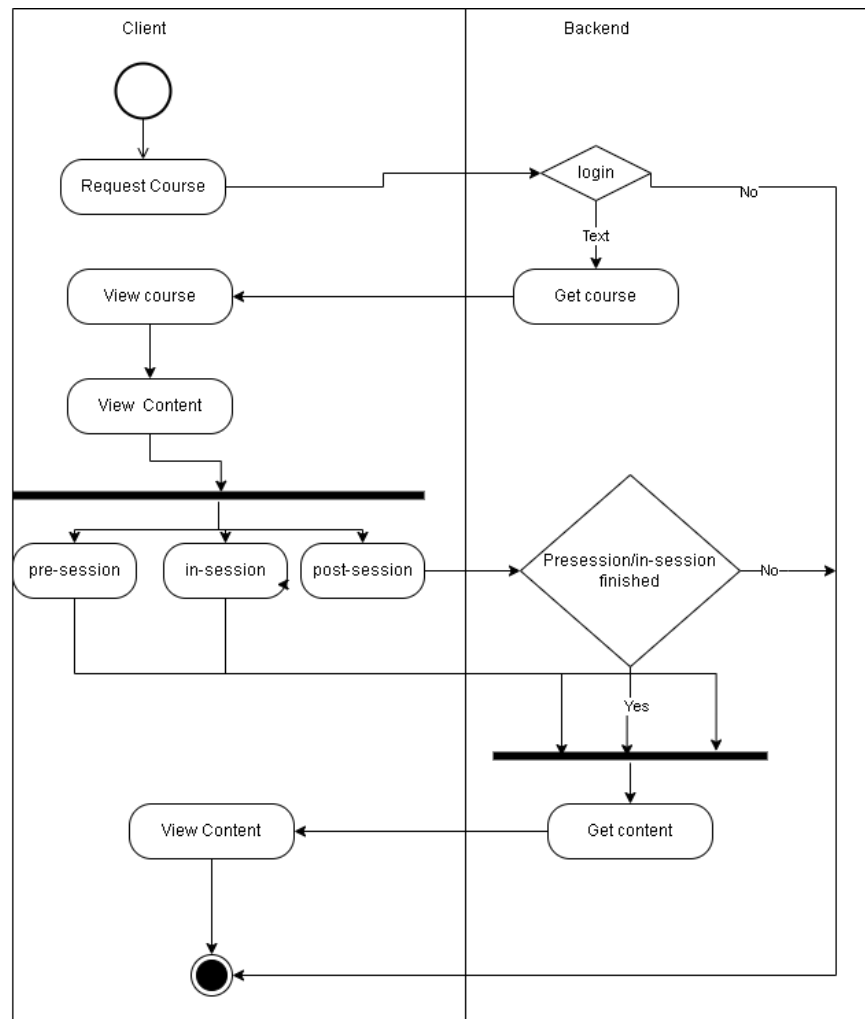 Client
Backend
Request Course
login
No
Text
View course
Get course
View Content
pre-session
in-session
post-session
Presession/in-session
finished
No
Yes
View Content
Get content